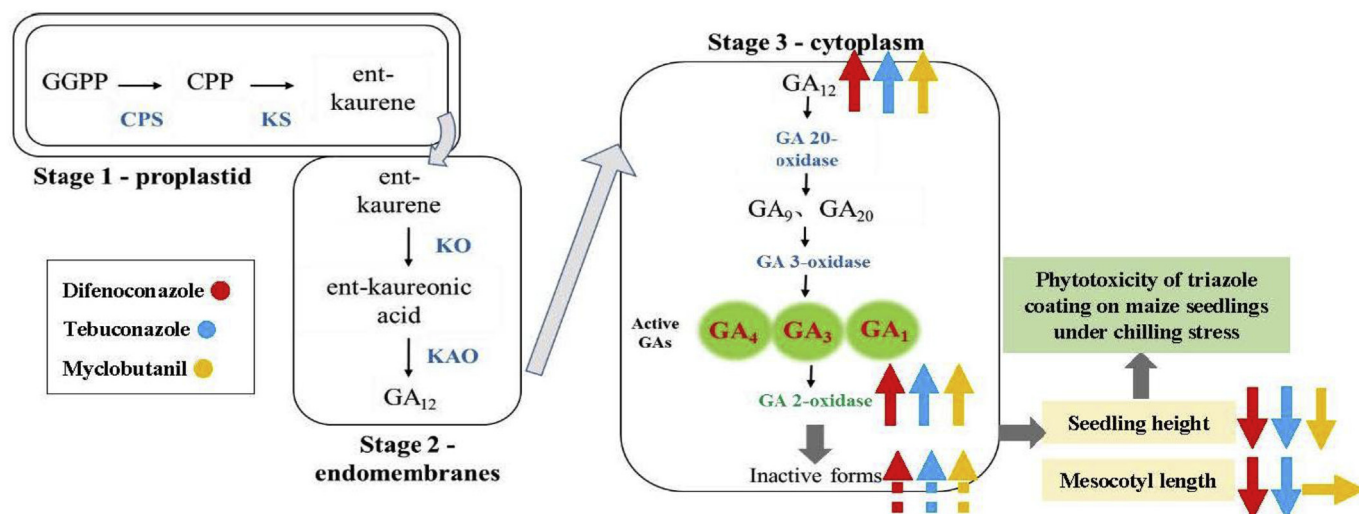 GGPP
CPP
ent-
kaurene
CPS
KS
Stage 1 - proplastid
ent-
kaurene
KO
ent-kaureonic
acid
KAO
GA12
Stage 2 -
endomembranes
Difenoconazole
Tebuconazole
Myclobutanil
Stage 3 - cytoplasm
GA12
GA 20-
oxidase
GA9、 GA20
GA 3-oxidase
Active
GAs
GA4
GA3
GA1
GA 2-oxidase
Inactive forms
Phytotoxicity of triazole
coating on maize seedlings
under chilling stress
Seedling height
Mesocotyl length